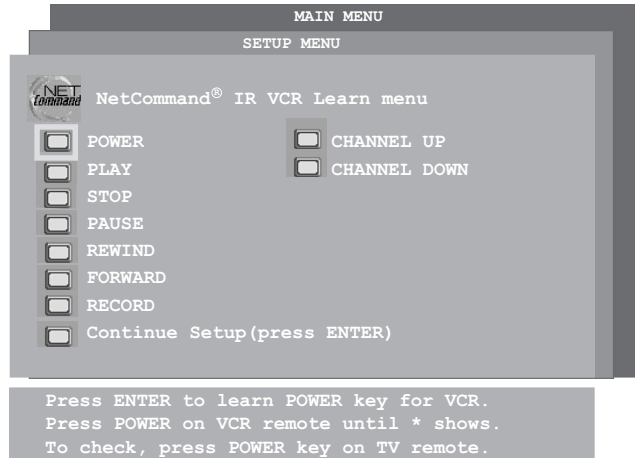 MAIN MENU
SETUP MENU
NET
Command
NetCommand® IR VCR Learn menu
POWER
PLAY
STOP
PAUSE
REWIND
FORWARD
RECORD
Continue Setup(press ENTER)
CHANNEL UP
CHANNEL DOWN
Press ENTER to learn POWER key for VCR.
Press POWER on VCR remote until * shows.
To check, press POWER key on TV remote.